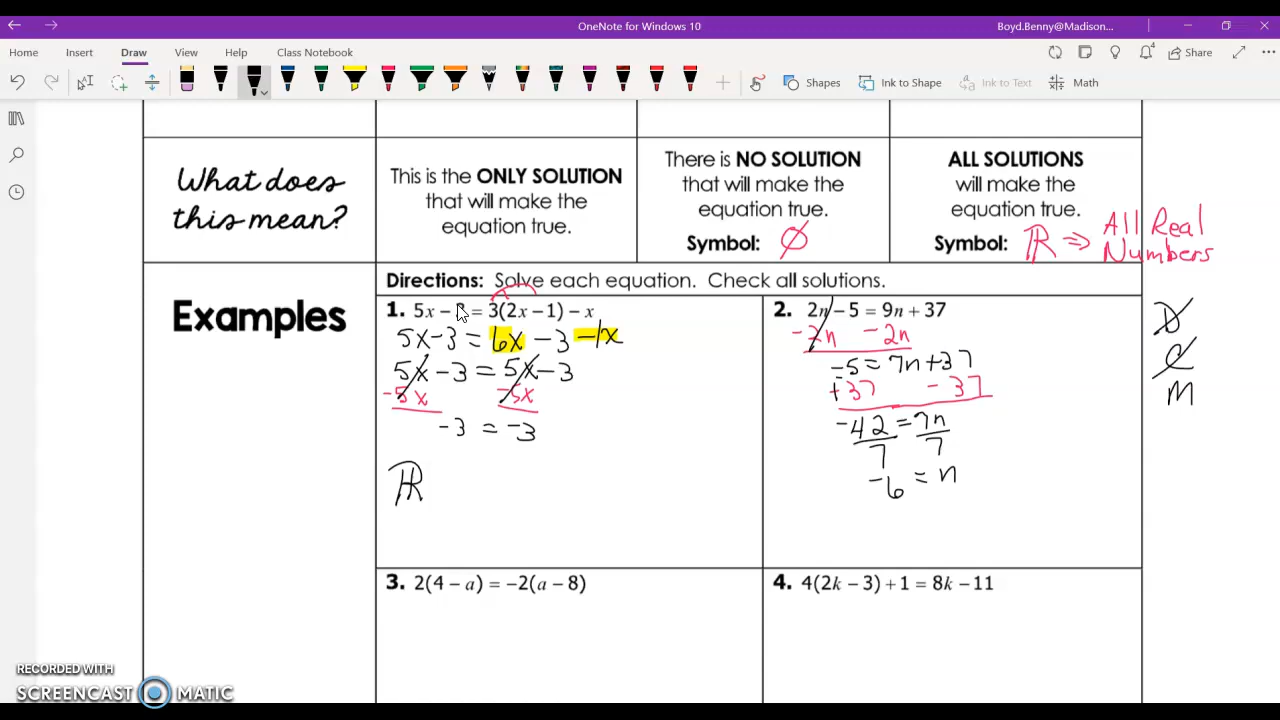 OneNote for Windows 10
Boyd.Benny@Madison...
Home Insert Draw View Help Class Notebook
Share
Shapes Ink to Shape Ink to Text Math
What does this mean?
This is the ONLY SOLUTION
that will make the
equation true.
There is NO SOLUTION
that will make the
equation true.
Symbol: ∅
ALL SOLUTIONS
will make the
equation true.
Symbol: ℝ ⇒ All Real
Numbers
Examples
Directions: Solve each equation. Check all solutions.
1. 5x − 3 = 3(2x − 1) − x
5x − 3 = 6x − 3 − 1x
5x − 3 = 5x − 3
−5x −5x
−3 = −3
ℝ
2. 2n − 5 = 9n + 37
−2n −2n
−5 = 7n + 37
+37 −37
−42 = 7n
7 7
−6 = n
D
C
M
3. 2(4 − a) = −2(a − 8)
4. 4(2k − 3) + 1 = 8k − 11
RECORDED WITH
SCREENCAST MATIC